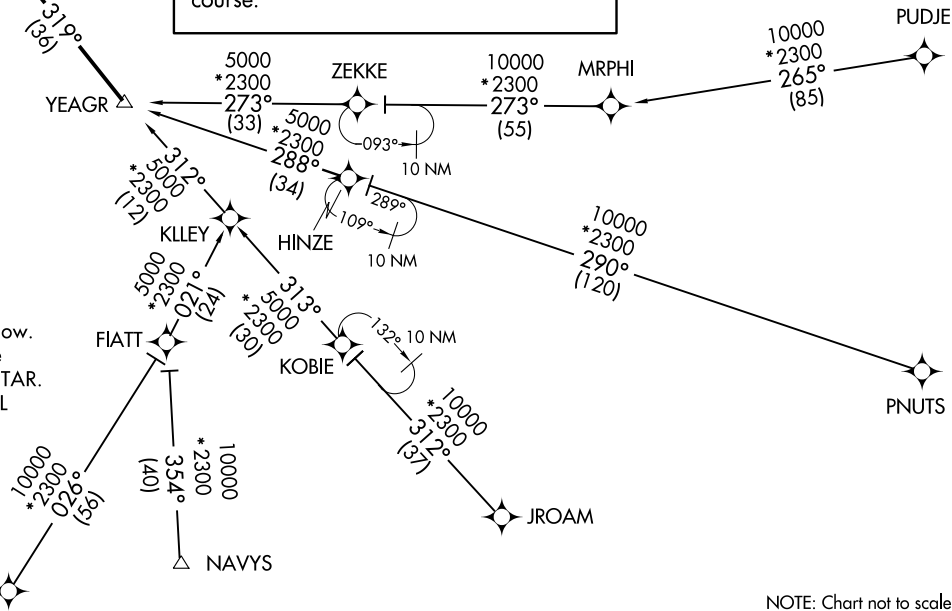 course.
319°
(36)
YEAGR
5000
*2300
273°
(33)
ZEKKE
093°
10 NM
10000
*2300
273°
(55)
MRPHI
10000
*2300
265°
(85)
PUDJE
5000
*2300
288°
(34)
HINZE
289°
109°
10 NM
10000
*2300
290°
(120)
PNUTS
312°
5000
*2300
(12)
KLLEY
5000
*2300
021°
(24)
FIATT
313°
5000
*2300
(30)
KOBIE
132°
10 NM
10000
*2300
312°
(37)
JROAM
ow.
TAR.
L
10000
*2300
026°
(56)
10000
*2300
354°
(40)
NAVYS
NOTE: Chart not to scale